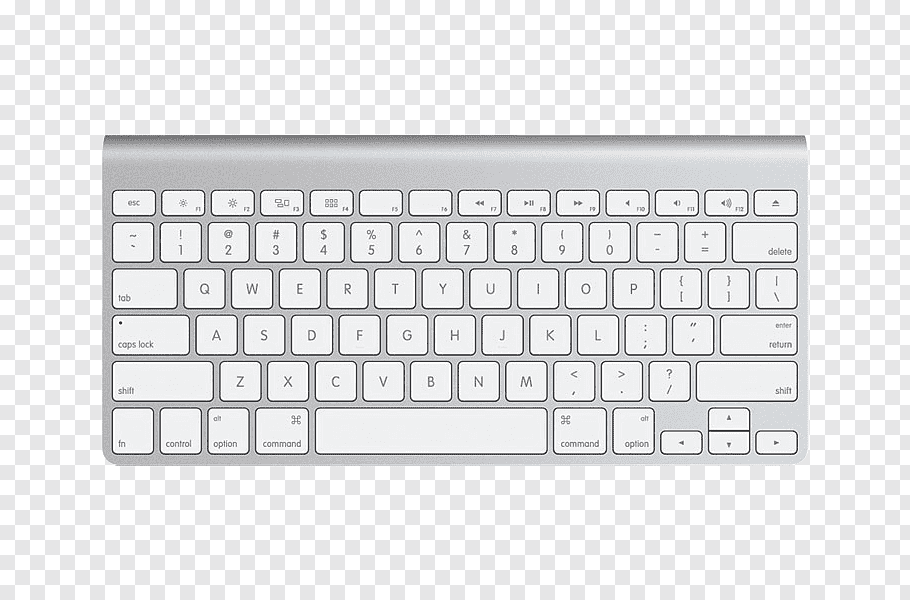 esc F1 F2 F3 F4 F5 F6 F7 F8 F9 F10 F11 F12
~ ! @ # $ % ^ & * ( ) _ +
` 1 2 3 4 5 6 7 8 9 0 - = delete
tab Q W E R T Y U I O P { [ } ] | \
caps lock A S D F G H J K L : ; " ' enter return
shift Z X C V B N M < , > . ? / shift
alt alt
fn control option command command option